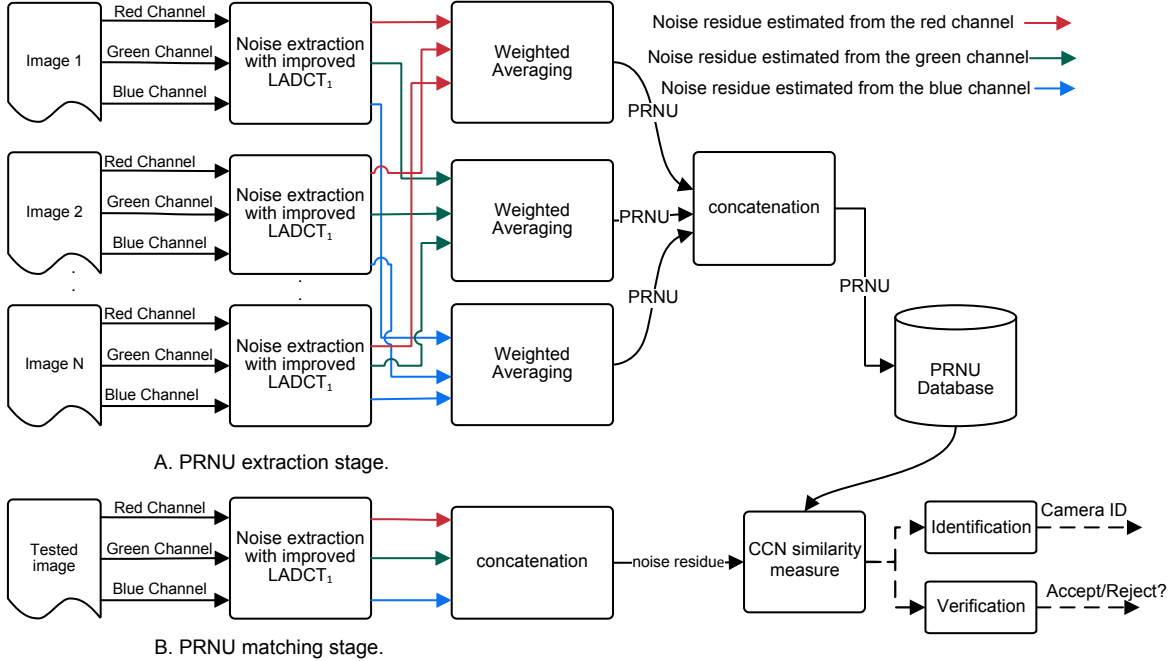 Red Channel
Green Channel
Blue Channel
Image 1
Noise extraction
with improved
LADCT₁
Weighted
Averaging
Noise residue estimated from the red channel
Noise residue estimated from the green channel
Noise residue estimated from the blue channel
PRNU
Red Channel
Green Channel
Blue Channel
Image 2
Noise extraction
with improved
LADCT₁
Weighted
Averaging
PRNU
concatenation
.
.
.
.
PRNU
PRNU
Red Channel
Green Channel
Blue Channel
Image N
Noise extraction
with improved
LADCT₁
Weighted
Averaging
PRNU
Database
A. PRNU extraction stage.
Red Channel
Green Channel
Blue Channel
Tested
image
Noise extraction
with improved
LADCT₁
concatenation
noise residue
CCN similarity
measure
Identification
Camera ID
Verification
Accept/Reject?
B. PRNU matching stage.